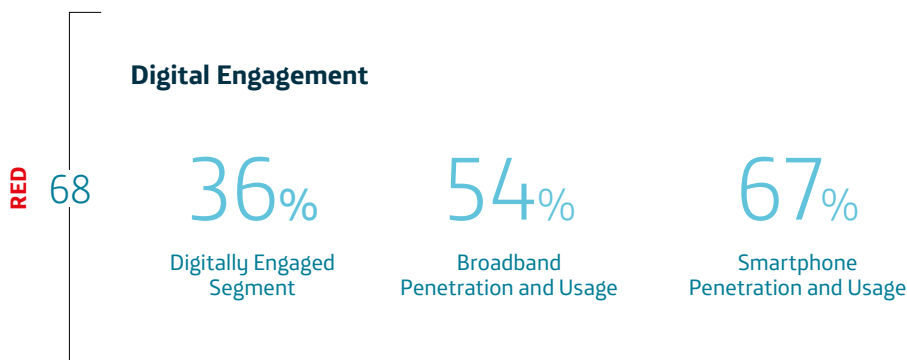 Digital Engagement
RED
68
36%
54%
67%
Digitally Engaged
Segment
Broadband
Penetration and Usage
Smartphone
Penetration and Usage